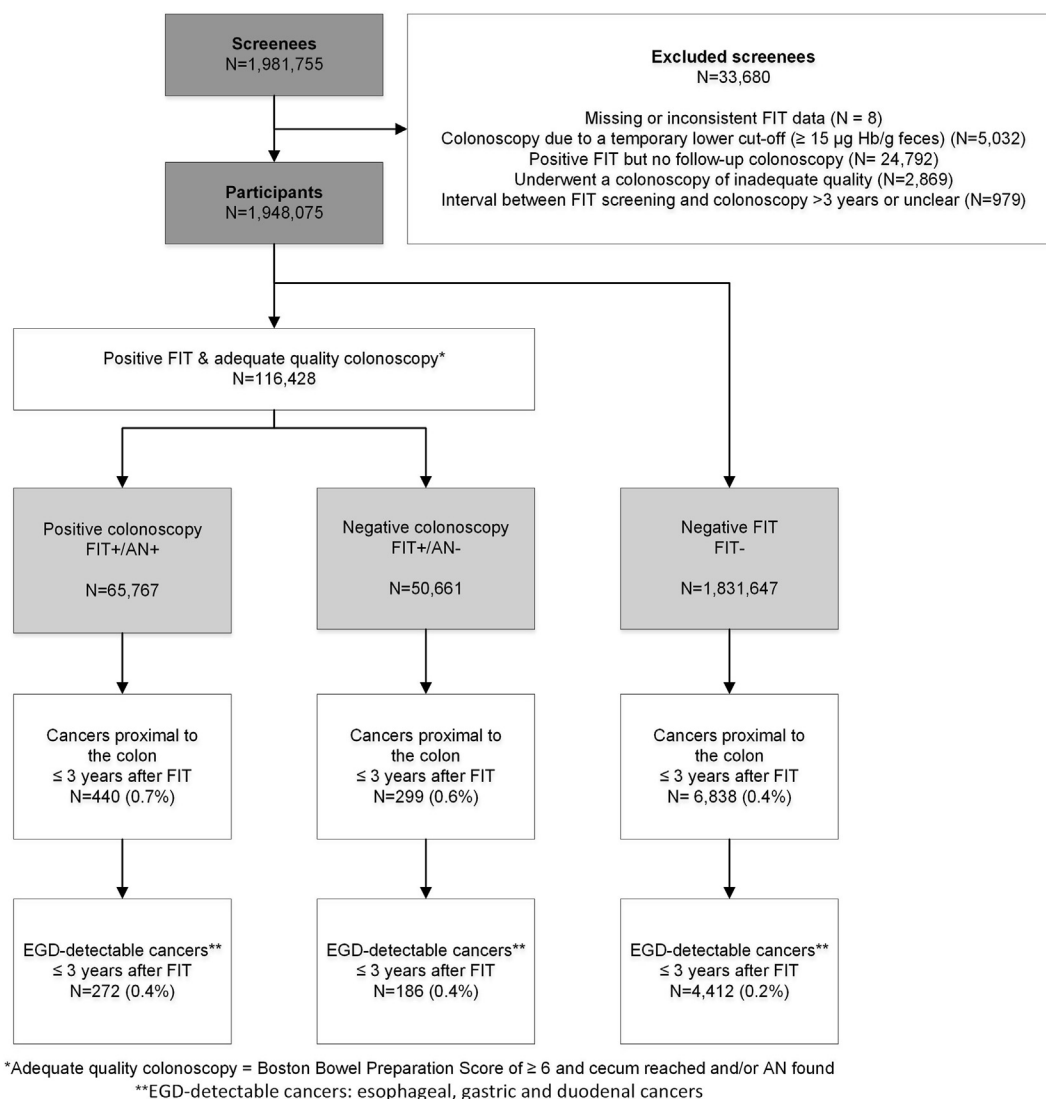 Screenees
N=1,981,755
Excluded screenees
N=33,680
Missing or inconsistent FIT data (N = 8)
Colonoscopy due to a temporary lower cut-off (≥ 15 µg Hb/g feces) (N=5,032)
Positive FIT but no follow-up colonoscopy (N= 24,792)
Underwent a colonoscopy of inadequate quality (N=2,869)
Interval between FIT screening and colonoscopy >3 years or unclear (N=979)
Participants
N=1,948,075
Positive FIT & adequate quality colonoscopy*
N=116,428
Positive colonoscopy
FIT+/AN+
N=65,767
Negative colonoscopy
FIT+/AN-
N=50,661
Negative FIT
FIT-
N=1,831,647
Cancers proximal to
the colon
≤ 3 years after FIT
N=440 (0.7%)
Cancers proximal to
the colon
≤ 3 years after FIT
N=299 (0.6%)
Cancers proximal to
the colon
≤ 3 years after FIT
N= 6,838 (0.4%)
EGD-detectable cancers**
≤ 3 years after FIT
N=272 (0.4%)
EGD-detectable cancers**
≤ 3 years after FIT
N=186 (0.4%)
EGD-detectable cancers**
≤ 3 years after FIT
N=4,412 (0.2%)
*Adequate quality colonoscopy = Boston Bowel Preparation Score of ≥ 6 and cecum reached and/or AN found
**EGD-detectable cancers: esophageal, gastric and duodenal cancers